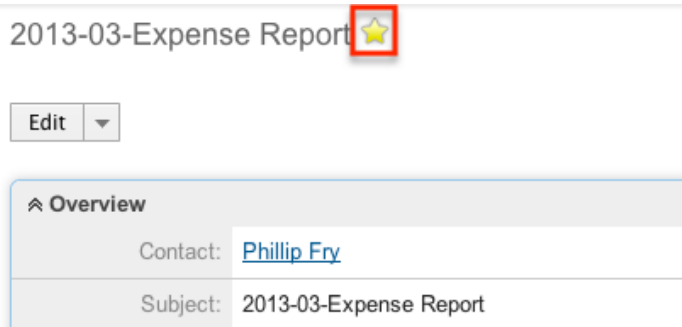 2013-03-Expense Report
Edit
Overview
Contact: Phillip Fry
Subject: 2013-03-Expense Report